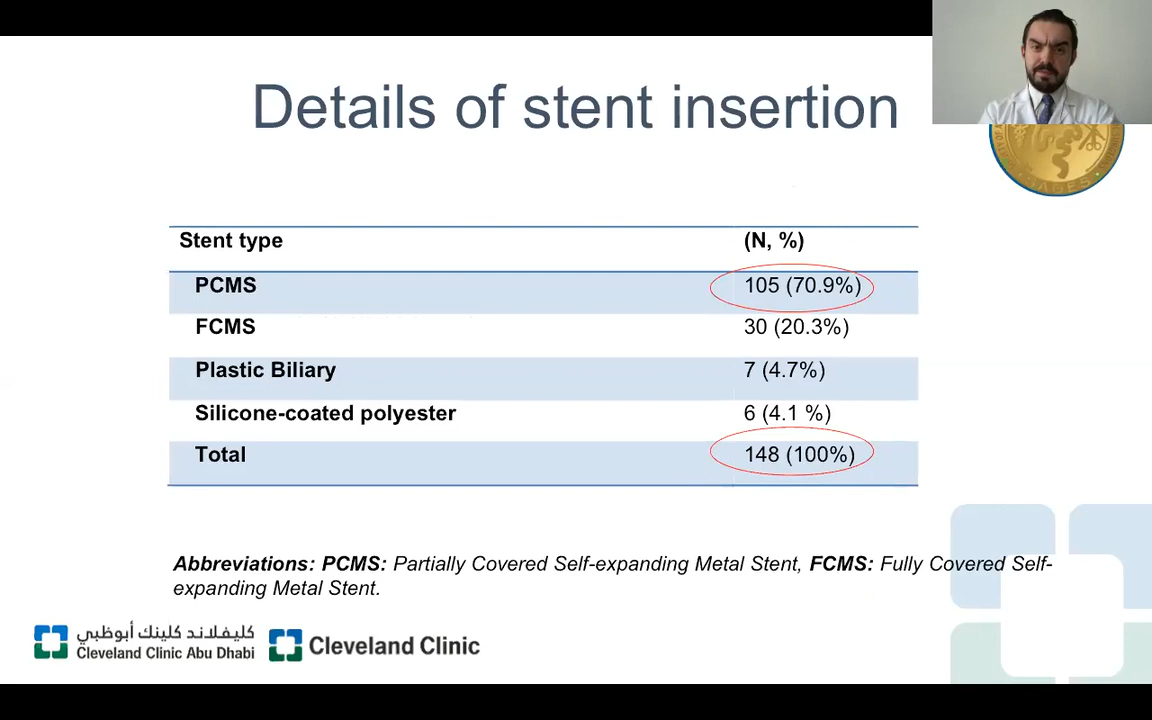 Details of stent insertion
Stent type (N, %)
PCMS 105 (70.9%)
FCMS 30 (20.3%)
Plastic Biliary 7 (4.7%)
Silicone-coated polyester 6 (4.1 %)
Total 148 (100%)
Abbreviations: PCMS: Partially Covered Self-expanding Metal Stent, FCMS: Fully Covered Self-
expanding Metal Stent.
كليفلاند كلينك أبوظبي
Cleveland Clinic Abu Dhabi
Cleveland Clinic
SAGES